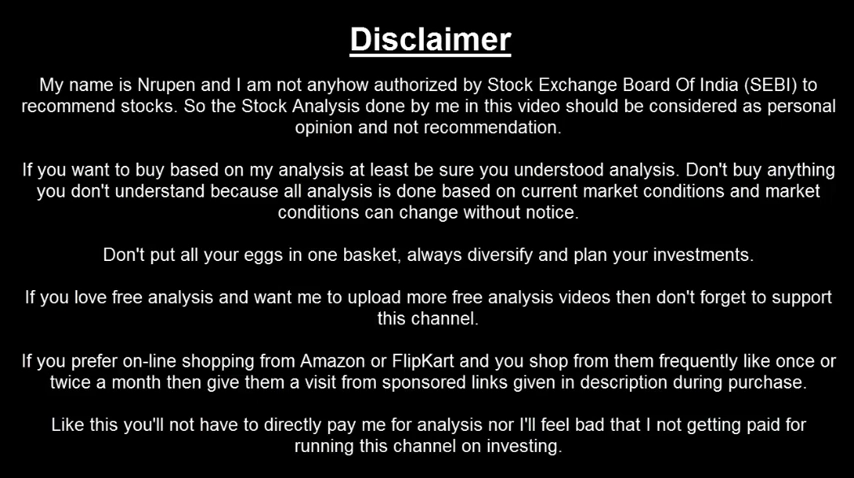 Disclaimer
My name is Nrupen and I am not anyhow authorized by Stock Exchange Board Of India (SEBI) to
recommend stocks. So the Stock Analysis done by me in this video should be considered as personal
opinion and not recommendation.
If you want to buy based on my analysis at least be sure you understood analysis. Don't buy anything
you don't understand because all analysis is done based on current market conditions and market
conditions can change without notice.
Don't put all your eggs in one basket, always diversify and plan your investments.
If you love free analysis and want me to upload more free analysis videos then don't forget to support
this channel.
If you prefer on-line shopping from Amazon or FlipKart and you shop from them frequently like once or
twice a month then give them a visit from sponsored links given in description during purchase.
Like this you'll not have to directly pay me for analysis nor I'll feel bad that I not getting paid for
running this channel on investing.